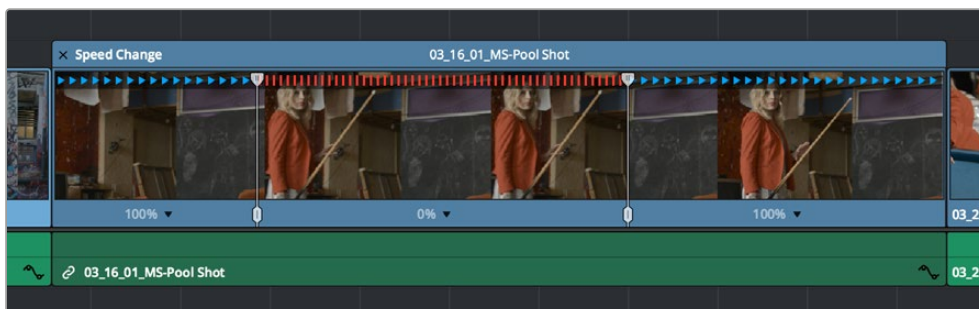 × Speed Change 03_16_01_MS-Pool Shot
100% ▼ 0% ▼ 100% ▼ 03_2
03_16_01_MS-Pool Shot 03_2